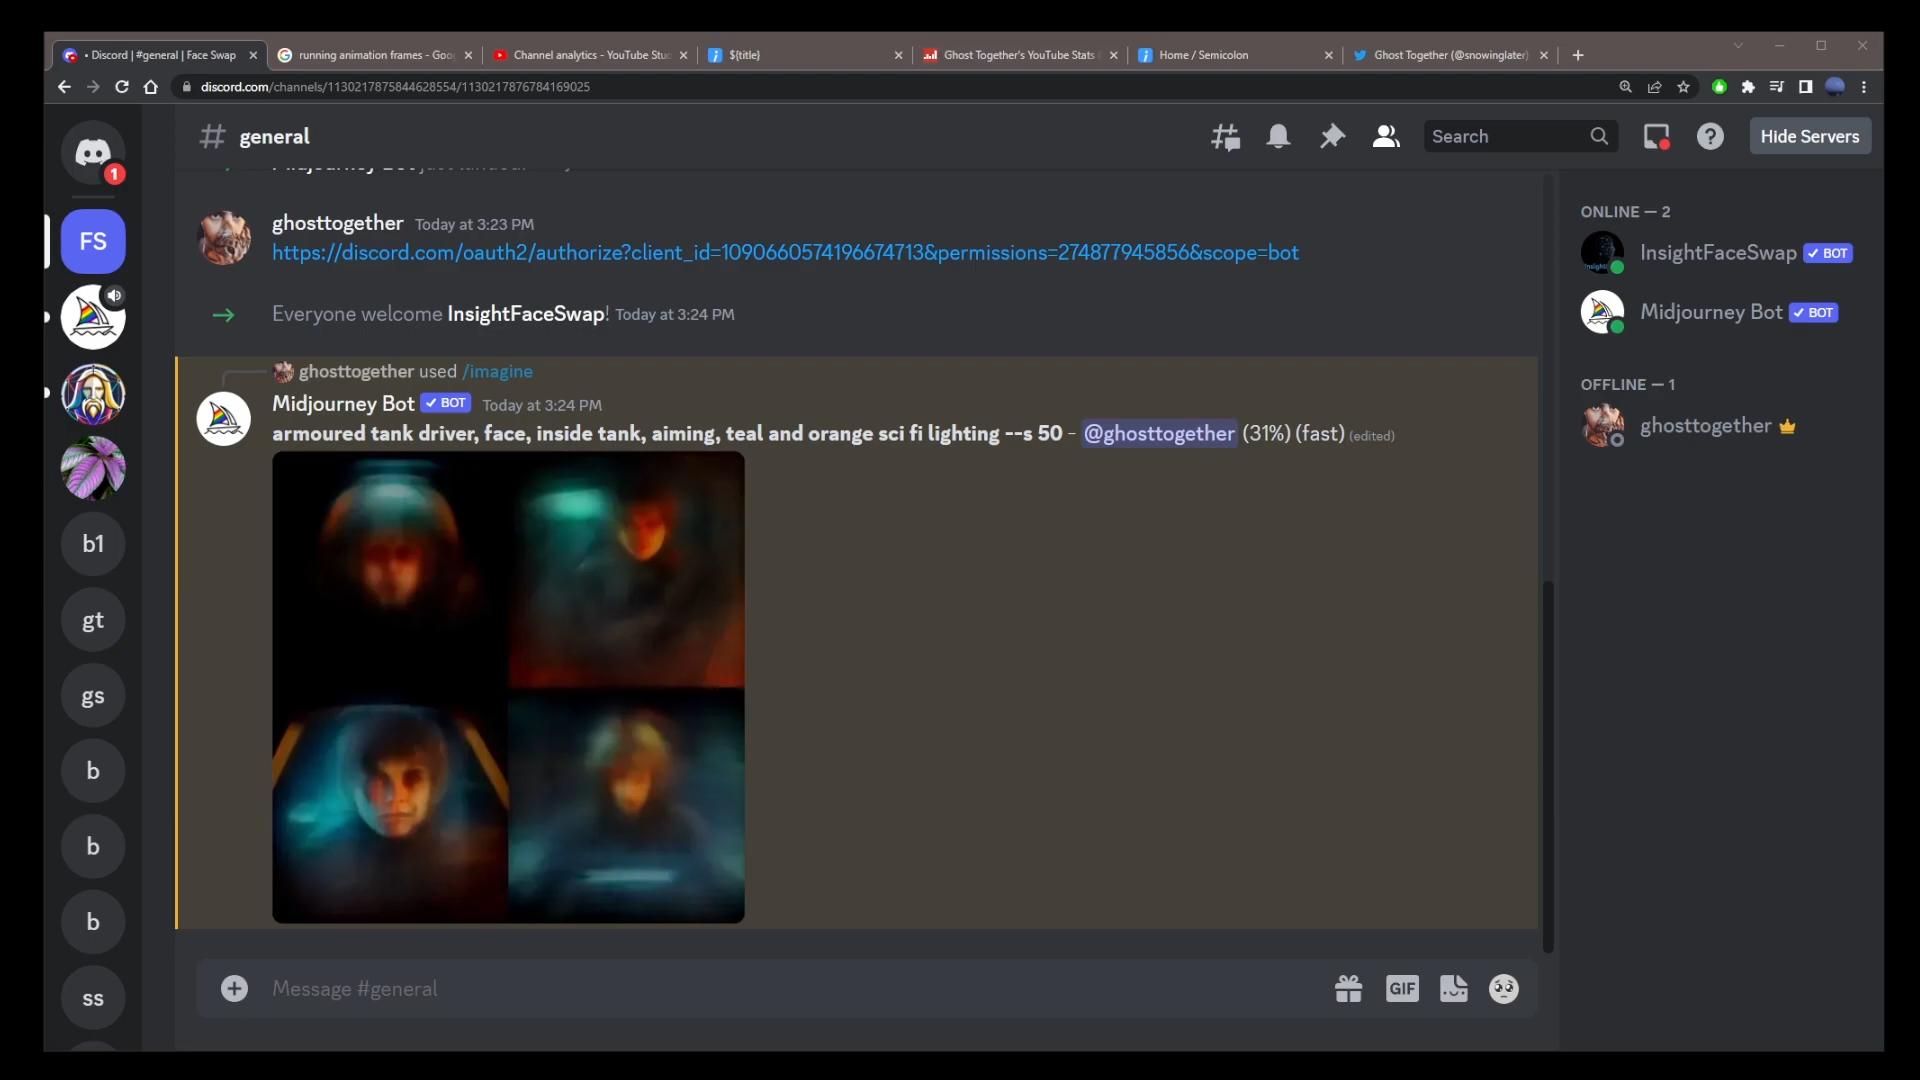 Discord | #general | Face Swap
running animation frames - Goo
Channel analytics - YouTube Stu
${title}
Ghost Together's YouTube Stats
Home / Semicolon
Ghost Together (@snowinglater)
discord.com/channels/1130217875844628554/1130217876784169025
# general
Search
Hide Servers
1
FS
b1
gt
gs
b
b
b
ss
ghosttogether Today at 3:23 PM
https://discord.com/oauth2/authorize?client_id=1090660574196674713&permissions=274877945856&scope=bot
Everyone welcome InsightFaceSwap! Today at 3:24 PM
ghosttogether used /imagine
Midjourney Bot BOT Today at 3:24 PM
armoured tank driver, face, inside tank, aiming, teal and orange sci fi lighting --s 50 - @ghosttogether (31%) (fast) (edited)
Message #general
GIF
ONLINE — 2
InsightFaceSwap BOT
Midjourney Bot BOT
OFFLINE — 1
ghosttogether